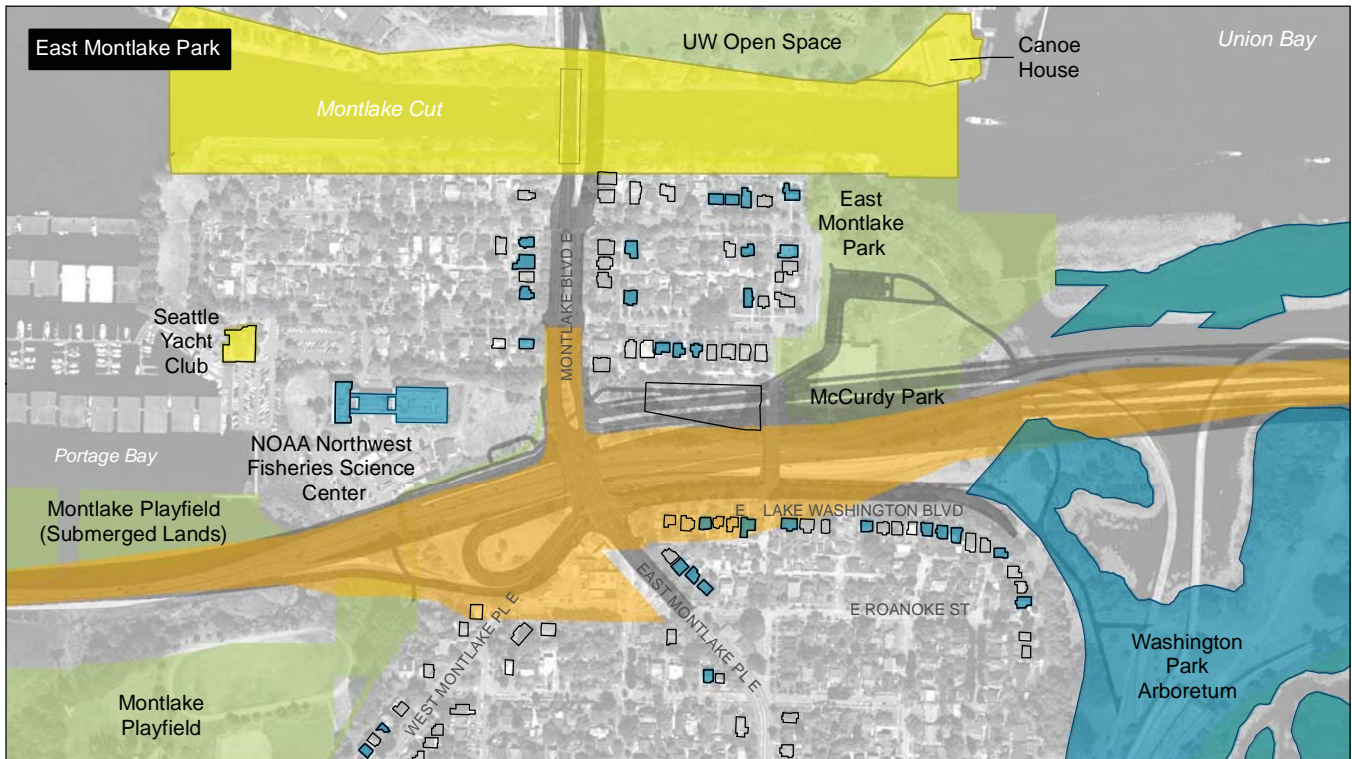 East Montlake Park
UW Open Space
Canoe
House
Union Bay
Montlake Cut
East
Montlake
Park
MONTLAKE BLVD E
Seattle
Yacht
Club
McCurdy Park
NOAA Northwest
Fisheries Science
Center
Portage Bay
Montlake Playfield
(Submerged Lands)
E LAKE WASHINGTON BLVD
EAST MONTLAKE PL E
E ROANOKE ST
WEST MONTLAKE PL E
Washington
Park
Arboretum
Montlake
Playfield